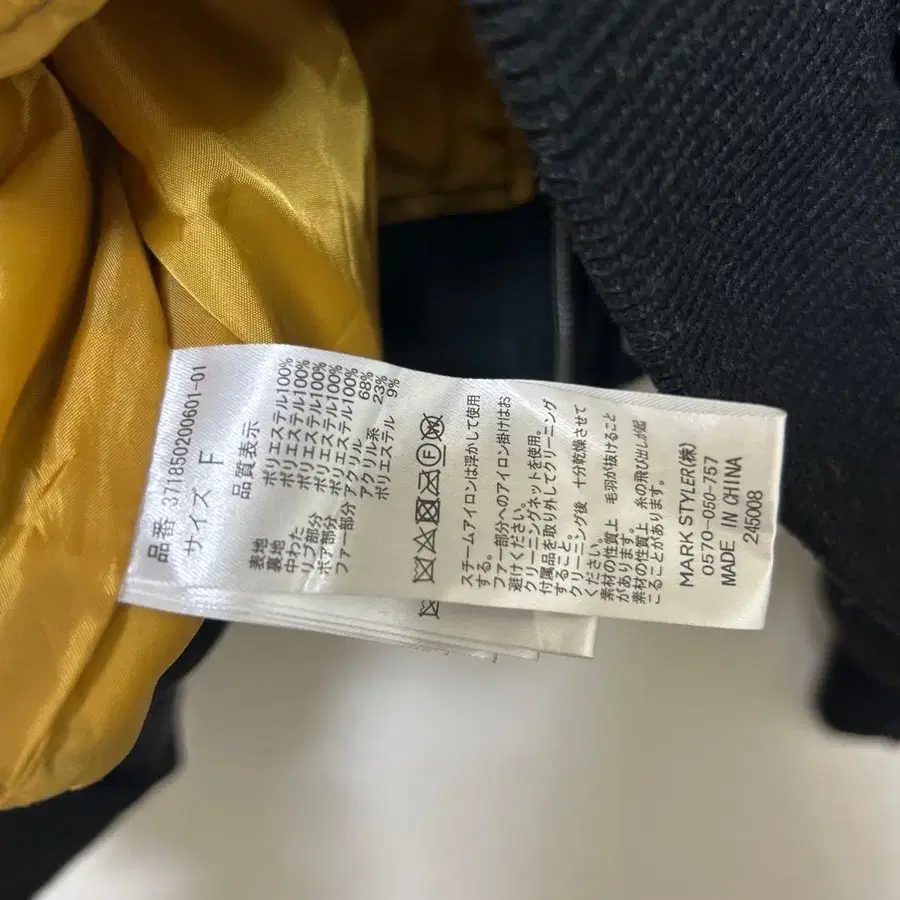 品番 371850200601-01
サイズ F
品質表示
表地 ポリエステル100%
裏地 ポリエステル100%
中わた ポリエステル100%
リブ部分 ポリエステル100%
ボア部分 ポリエステル100%
ファー部分 アクリル 68%
アクリル系 23%
ポリエステル 9%
スチームアイロンは浮かして使用
する。
ファー部分へのアイロン掛けはお
避けください。
クリーニングネットを使用。
付属品を取り外してクリーニング
すること。
クリーニング後 十分乾燥させて
ください。
素材の性質上 毛羽が抜けること
があります。
素材の性質上 糸の飛び出しが起
こることがあります。
MARK STYLER(株)
0570-050-757
MADE IN CHINA
245008